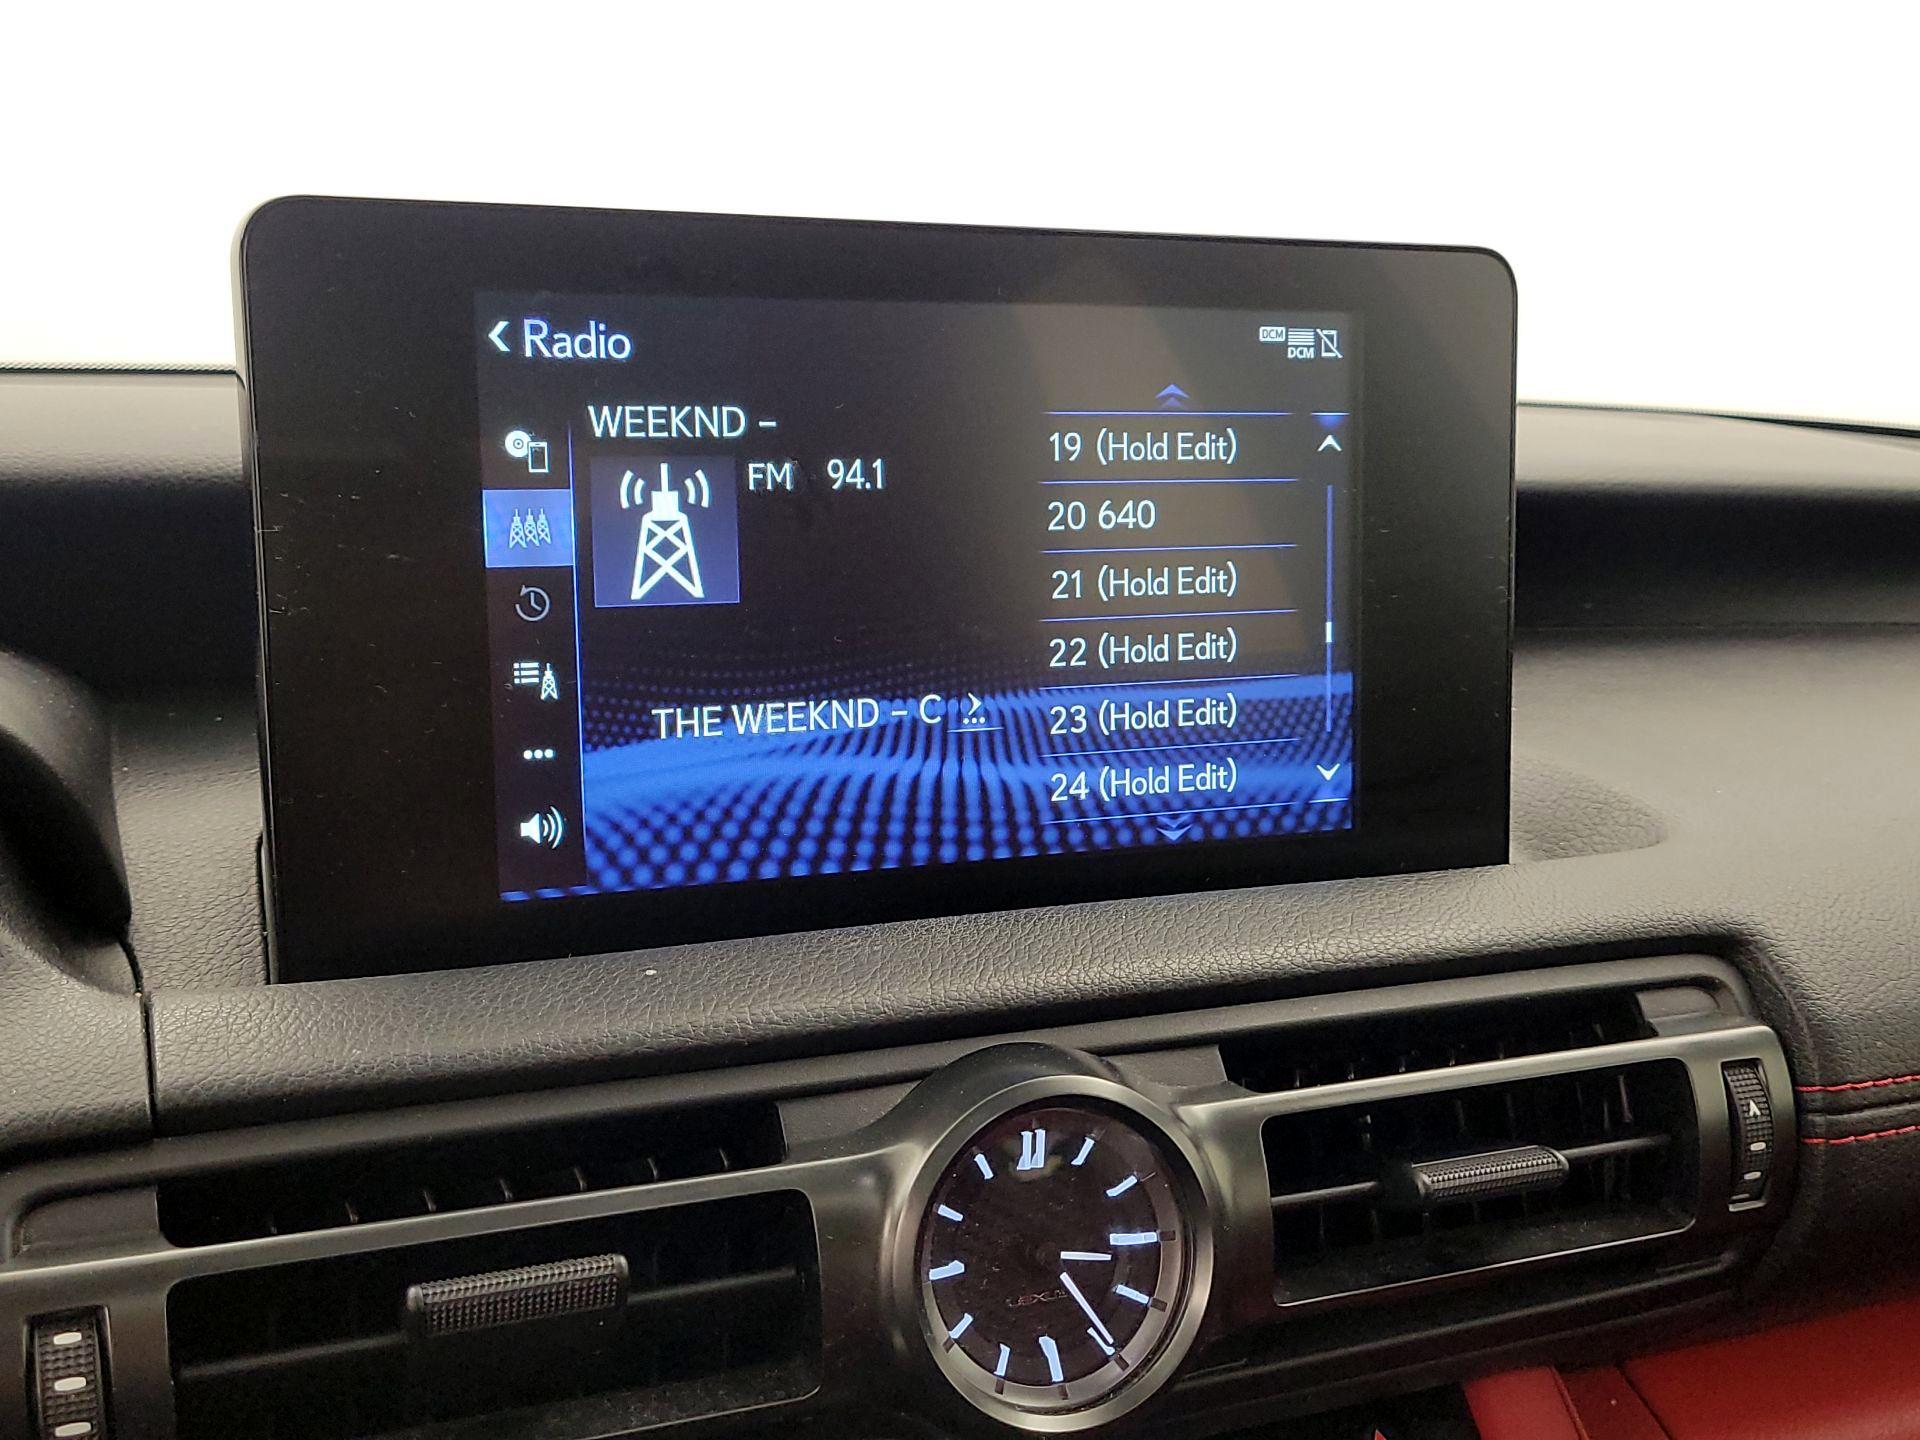 Radio
DCM
DCM
WEEKND –
FM 94.1
THE WEEKND – C
19 (Hold Edit)
20 640
21 (Hold Edit)
22 (Hold Edit)
23 (Hold Edit)
24 (Hold Edit)